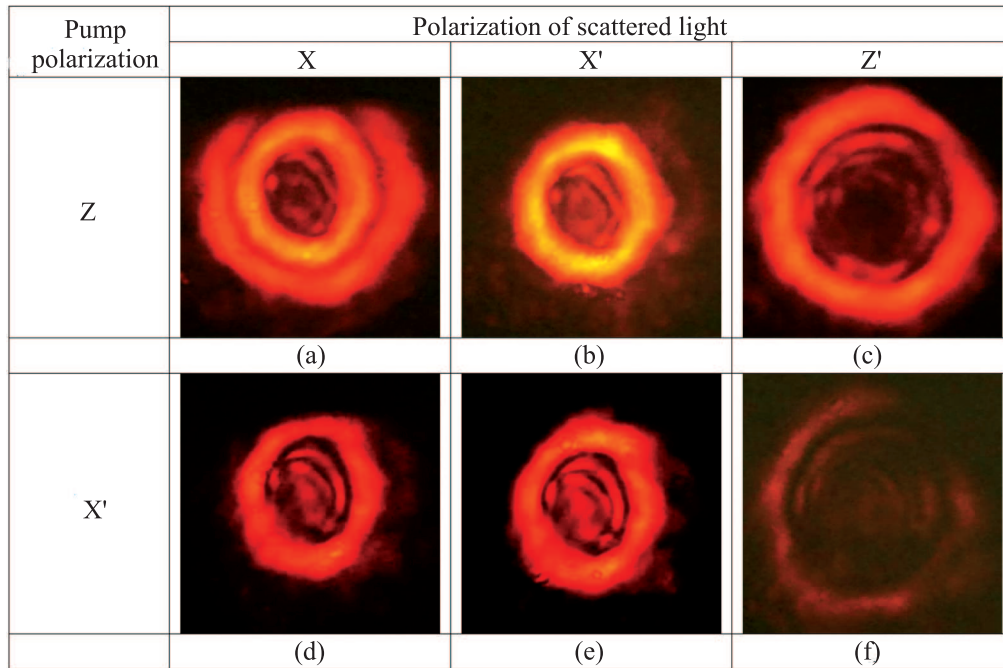 Pump
polarization
Polarization of scattered light
X
X'
Z'
Z
(a)
(b)
(c)
X'
(d)
(e)
(f)